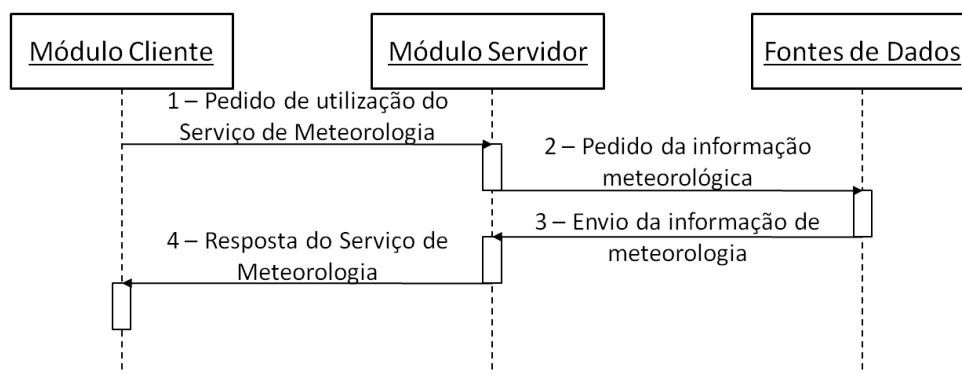 Módulo Cliente
Módulo Servidor
Fontes de Dados
1 – Pedido de utilização do
Serviço de Meteorologia
2 – Pedido da informação
meteorológica
3 – Envio da informação de
meteorologia
4 – Resposta do Serviço de
Meteorologia